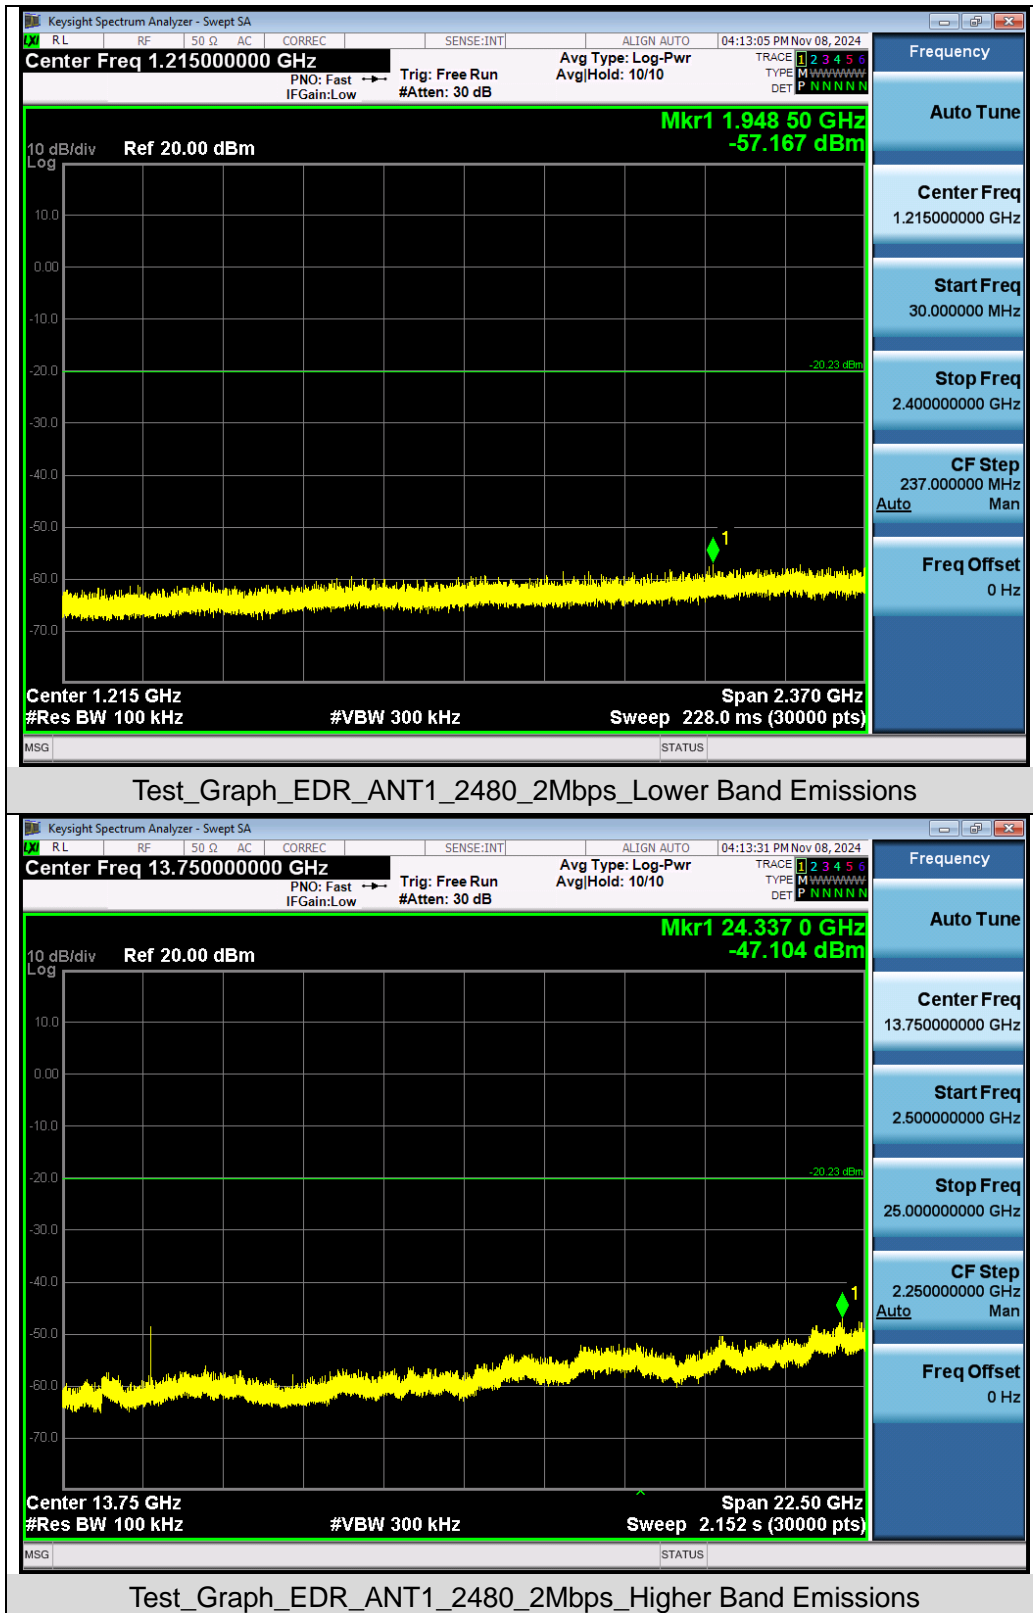 Keysight Spectrum Analyzer - Swept SA
LXI RL RF 50 Ω AC CORREC SENSE:INT ALIGN AUTO 04:13:05 PM Nov 08, 2024
Center Freq 1.215000000 GHz Avg Type: Log-Pwr TRACE 1 2 3 4 5 6
PNO: Fast Trig: Free Run Avg|Hold: 10/10 TYPE M WWWWW
IFGain:Low #Atten: 30 dB DET P N N N N N
Frequency
Mkr1 1.948 50 GHz
-57.167 dBm
10 dB/div Ref 20.00 dBm
Log
10.0
0.00
-10.0
-20.0
-30.0
-40.0
-50.0
-60.0
-70.0
-20.23 dBm
1
Center 1.215 GHz Span 2.370 GHz
#Res BW 100 kHz #VBW 300 kHz Sweep 228.0 ms (30000 pts)
MSG STATUS
Auto Tune
Center Freq
1.215000000 GHz
Start Freq
30.000000 MHz
Stop Freq
2.400000000 GHz
CF Step
237.000000 MHz
Auto Man
Freq Offset
0 Hz
Test_Graph_EDR_ANT1_2480_2Mbps_Lower Band Emissions
Keysight Spectrum Analyzer - Swept SA
LXI RL RF 50 Ω AC CORREC SENSE:INT ALIGN AUTO 04:13:31 PM Nov 08, 2024
Center Freq 13.750000000 GHz Avg Type: Log-Pwr TRACE 1 2 3 4 5 6
PNO: Fast Trig: Free Run Avg|Hold: 10/10 TYPE M WWWWW
IFGain:Low #Atten: 30 dB DET P N N N N N
Frequency
Mkr1 24.337 0 GHz
-47.104 dBm
10 dB/div Ref 20.00 dBm
Log
10.0
0.00
-10.0
-20.0
-30.0
-40.0
-50.0
-60.0
-70.0
-20.23 dBm
1
Center 13.75 GHz Span 22.50 GHz
#Res BW 100 kHz #VBW 300 kHz Sweep 2.152 s (30000 pts)
MSG STATUS
Auto Tune
Center Freq
13.750000000 GHz
Start Freq
2.500000000 GHz
Stop Freq
25.000000000 GHz
CF Step
2.250000000 GHz
Auto Man
Freq Offset
0 Hz
Test_Graph_EDR_ANT1_2480_2Mbps_Higher Band Emissions